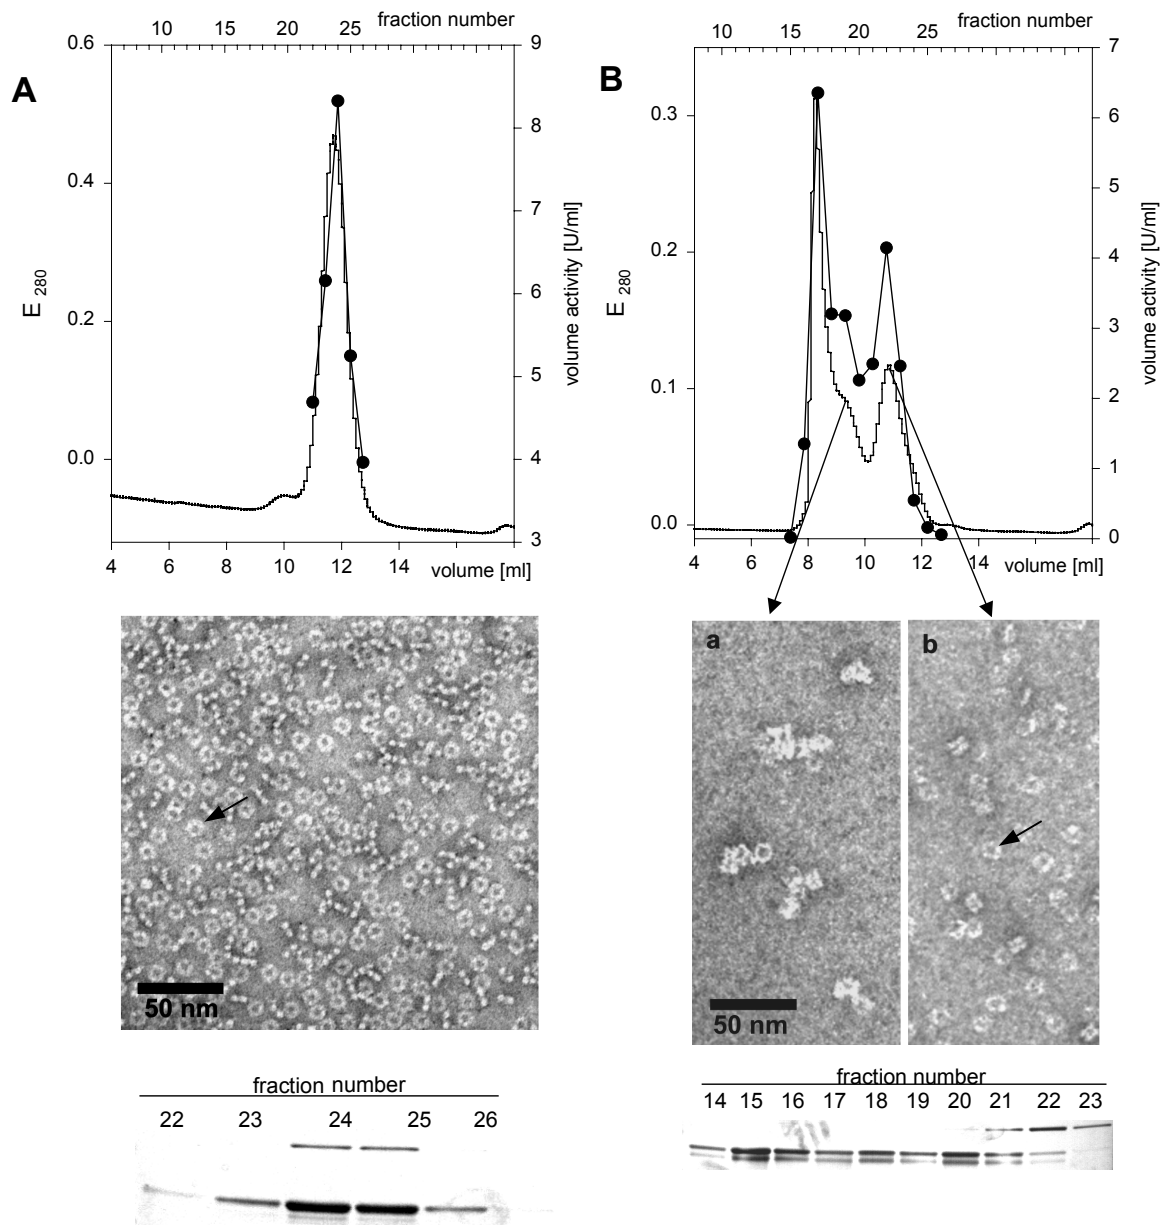 fraction number
10 15 20 25
A
0.6
0.4
0.2
0.0
E 280
9
8
7
6
5
4
3
volume activity [U/ml]
4 6 8 10 12 14
volume [ml]
fraction number
10 15 20 25
B
0.3
0.2
0.1
0.0
E 280
7
6
5
4
3
2
1
0
volume activity [U/ml]
4 6 8 10 12 14
volume [ml]
50 nm
a
50 nm
b
fraction number
22 23 24 25 26
fraction number
14 15 16 17 18 19 20 21 22 23